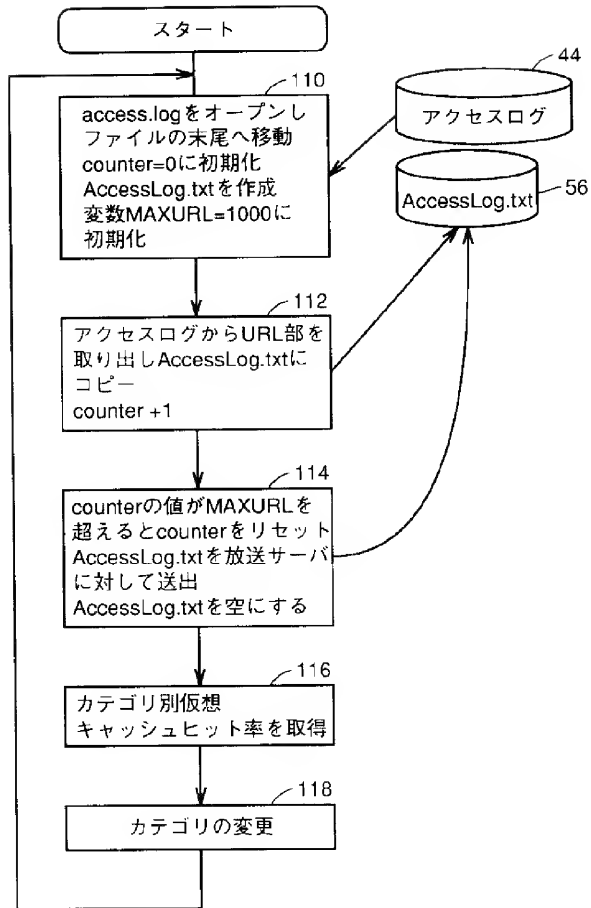 スタート
110
access.logをオープンし
ファイルの末尾へ移動
counter=0に初期化
AccessLog.txtを作成
変数MAXURL=1000に
初期化
44
アクセスログ
AccessLog.txt
56
112
アクセスログからURL部を
取り出しAccessLog.txtに
コピー
counter +1
114
counterの値がMAXURLを
超えるとcounterをリセット
AccessLog.txtを放送サーバ
に対して送出
AccessLog.txtを空にする
116
カテゴリ別仮想
キャッシュヒット率を取得
118
カテゴリの変更